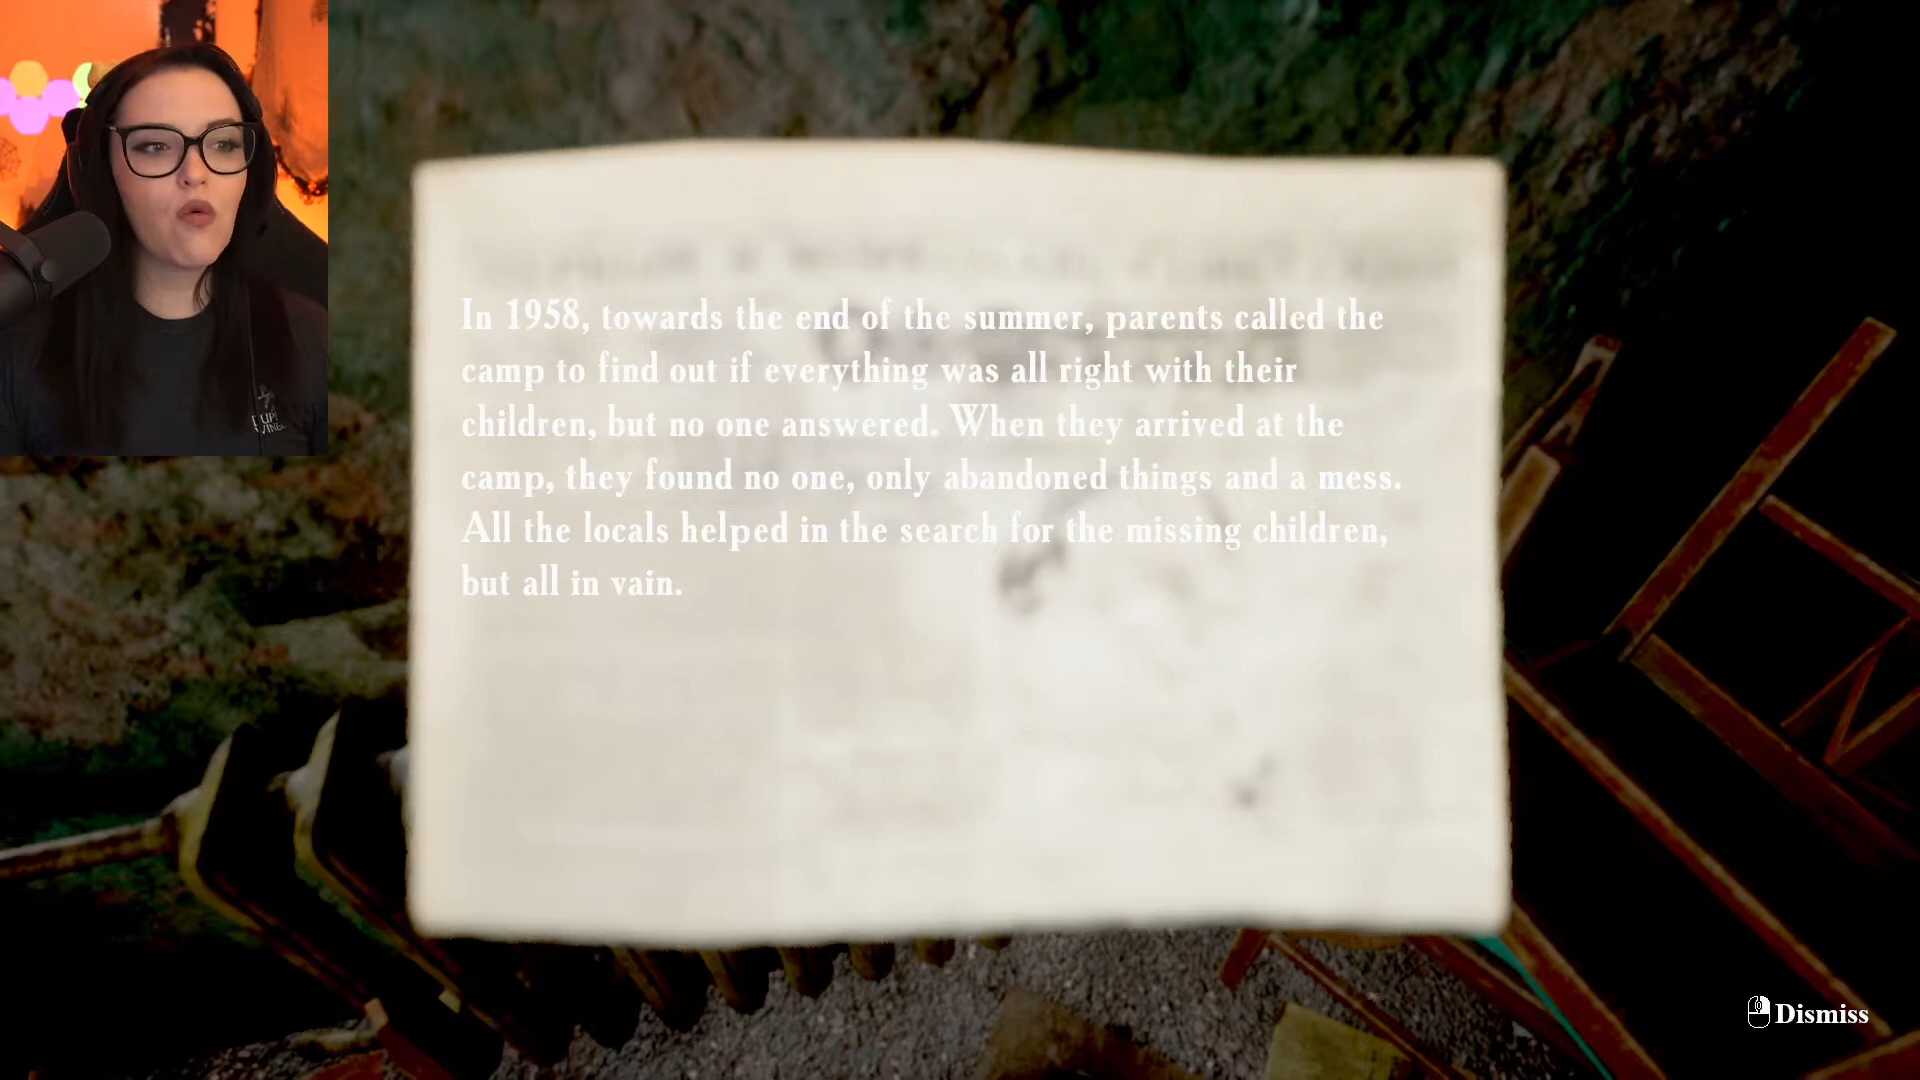 In 1958, towards the end of the summer, parents called the
camp to find out if everything was all right with their
children, but no one answered. When they arrived at the
camp, they found no one, only abandoned things and a mess.
All the locals helped in the search for the missing children,
but all in vain.
Dismiss